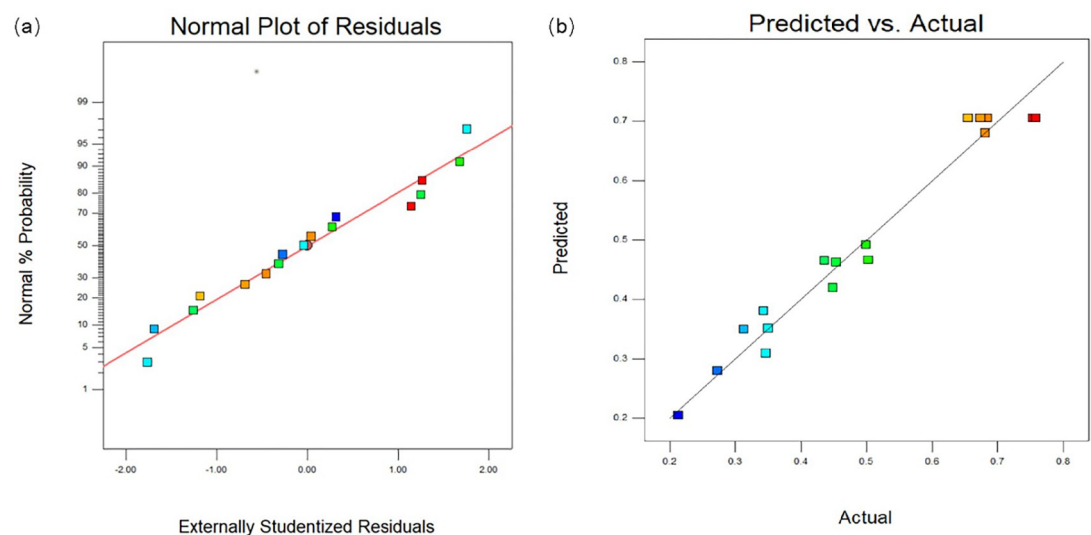 (a)
Normal Plot of Residuals
Normal % Probability
99
95
90
80
70
50
30
20
10
5
1
-2.00 -1.00 0.00 1.00 2.00
Externally Studentized Residuals
(b)
Predicted vs. Actual
Predicted
0.8
0.7
0.6
0.5
0.4
0.3
0.2
0.2 0.3 0.4 0.5 0.6 0.7 0.8
Actual